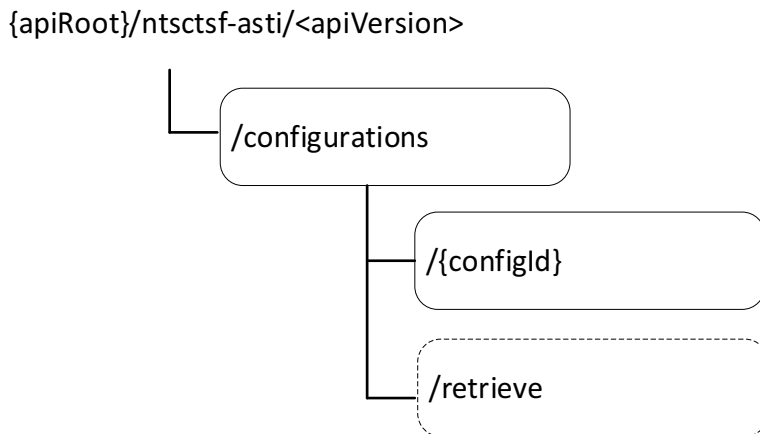 {apiRoot}/ntsctsf-asti/<apiVersion>
/configurations
/{configId}
/retrieve